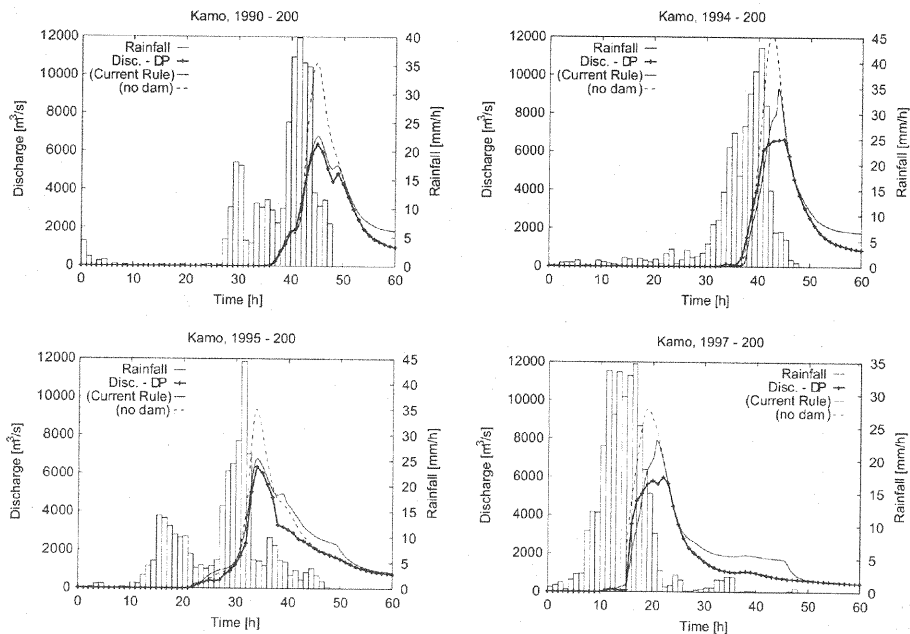 Kamo, 1990 - 200
12000
10000
8000
6000
4000
2000
0
Discharge [m³/s]
Rainfall
Disc. - DP
(Current Rule)
(no dam)
40
35
30
25
20
15
10
5
0
Rainfall [mm/h]
0 10 20 30 40 50 60
Time [h]
Kamo, 1994 - 200
12000
10000
8000
6000
4000
2000
0
Discharge [m³/s]
Rainfall
Disc. - DP
(Current Rule)
(no dam)
45
40
35
30
25
20
15
10
5
0
Rainfall [mm/h]
0 10 20 30 40 50 60
Time [h]
Kamo, 1995 - 200
12000
10000
8000
6000
4000
2000
0
Discharge [m³/s]
Rainfall
Disc. - DP
(Current Rule)
(no dam)
45
40
35
30
25
20
15
10
5
0
Rainfall [mm/h]
0 10 20 30 40 50 60
Time [h]
Kamo, 1997 - 200
12000
10000
8000
6000
4000
2000
0
Discharge [m³/s]
Rainfall
Disc. - DP
(Current Rule)
(no dam)
35
30
25
20
15
10
5
0
Rainfall [mm/h]
0 10 20 30 40 50 60
Time [h]